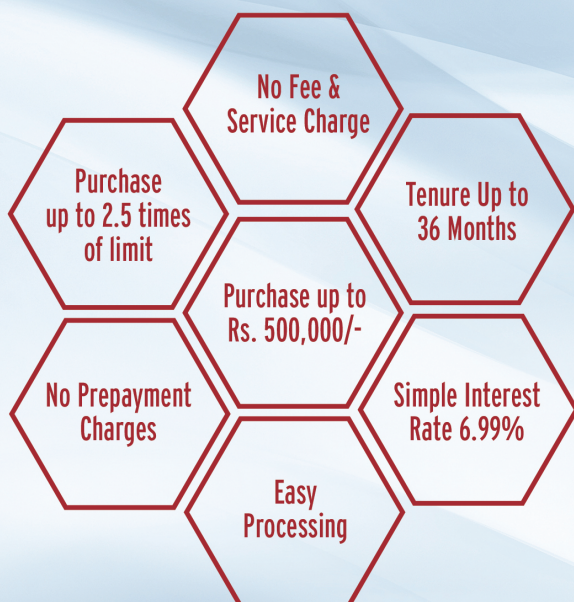 No Fee &
Service Charge
Purchase
up to 2.5 times
of limit
Tenure Up to
36 Months
Purchase up to
Rs. 500,000/-
No Prepayment
Charges
Simple Interest
Rate 6.99%
Easy
Processing